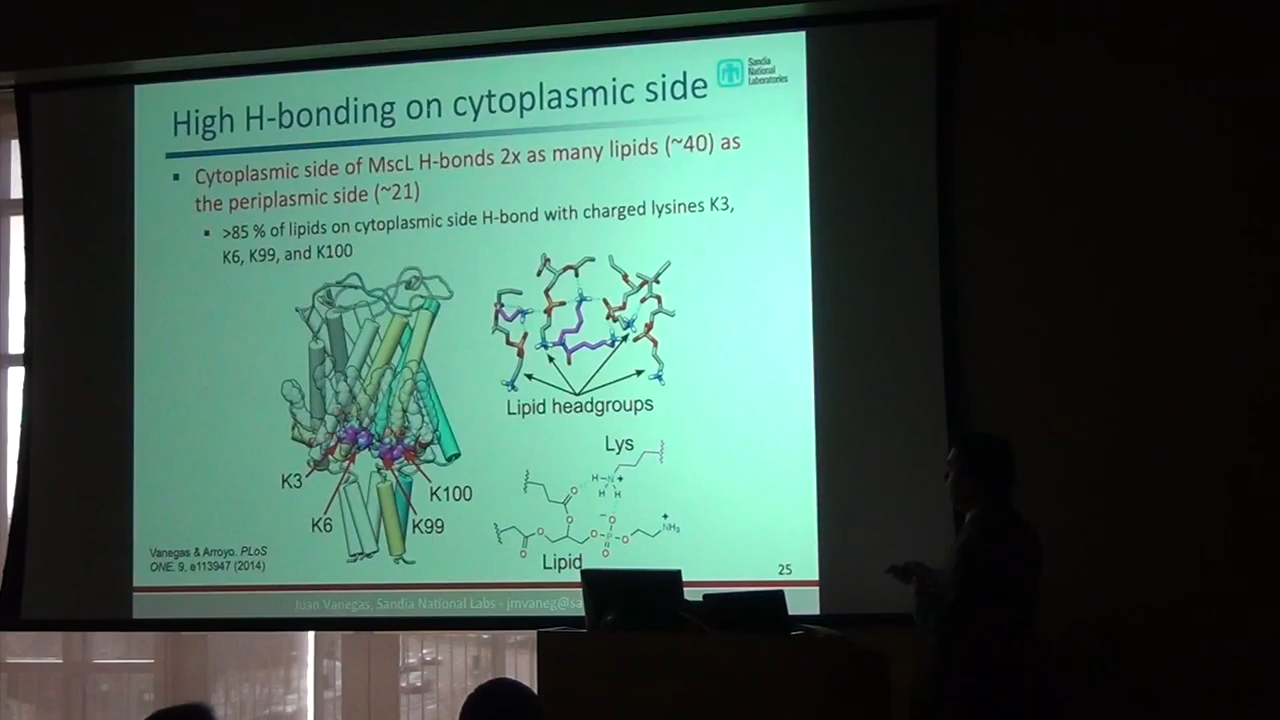 High H-bonding on cytoplasmic side
Sandia
National
Laboratories
▪ Cytoplasmic side of MscL H-bonds 2x as many lipids (~40) as
the periplasmic side (~21)
▪ >85 % of lipids on cytoplasmic side H-bond with charged lysines K3,
K6, K99, and K100
Lipid headgroups
Lys
K3
K6
K100
K99
H
N
+
H
H
O
O
O
O
O
−
O
P
O
O
+
NH3
Lipid
Vanegas & Arroyo. PLoS
ONE, 9, e113947 (2014)
25
Juan Vanegas, Sandia National Labs - jmvaneg@sa